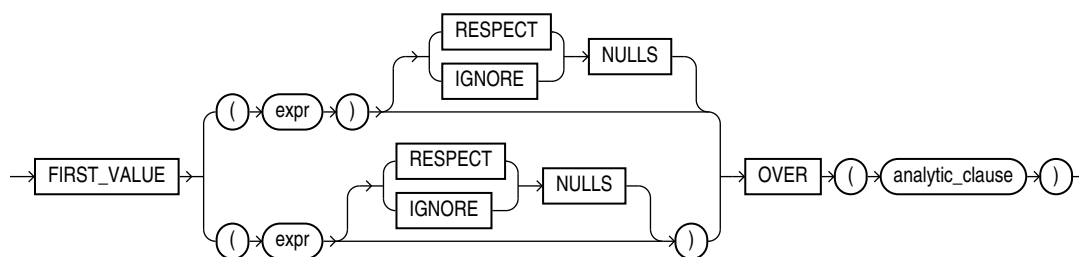 RESPECT
IGNORE
NULLS
( expr )
FIRST_VALUE
RESPECT
IGNORE
NULLS
( expr )
OVER ( analytic_clause )